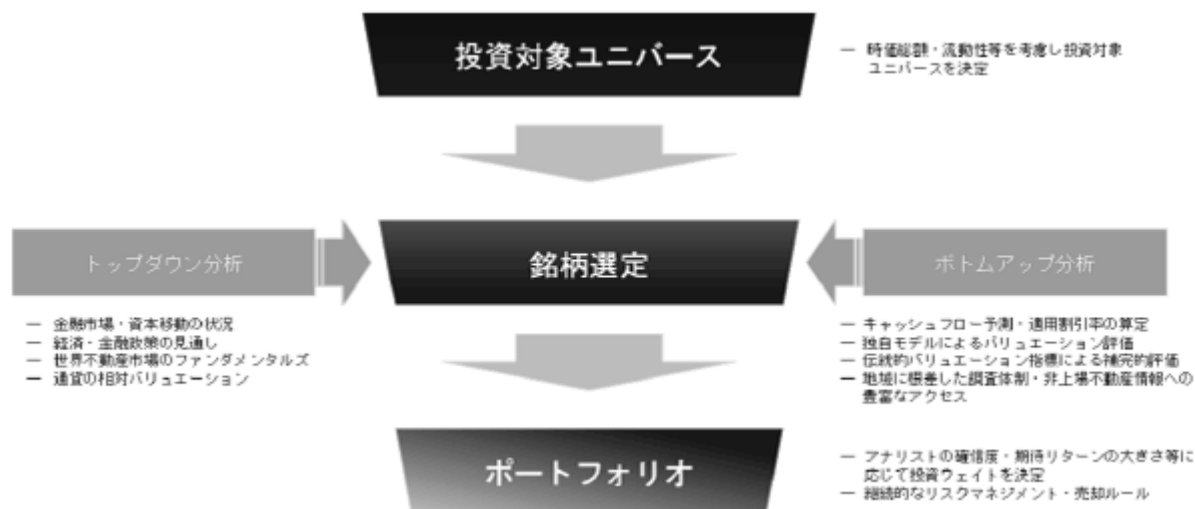 投資対象ユニバース
― 時価総額・流動性等を考慮し投資対象
ユニバースを決定
トップダウン分析
銘柄選定
ボトムアップ分析
― 金融市場・資本移動の状況
― 経済・金融政策の見通し
― 世界不動産市場のファンダメンタルズ
― 通貨の相対バリュエーション
― キャッシュフロー予測・適用割引率の算定
― 独自モデルによるバリュエーション評価
― 伝統的バリュエーション指標による補完的評価
― 地域に根差した調査体制・非上場不動産情報への
豊富なアクセス
ポートフォリオ
― アナリストの確信度・期待リターンの大きさ等に
応じて投資ウェイトを決定
― 継続的なリスクマネジメント・売却ルール